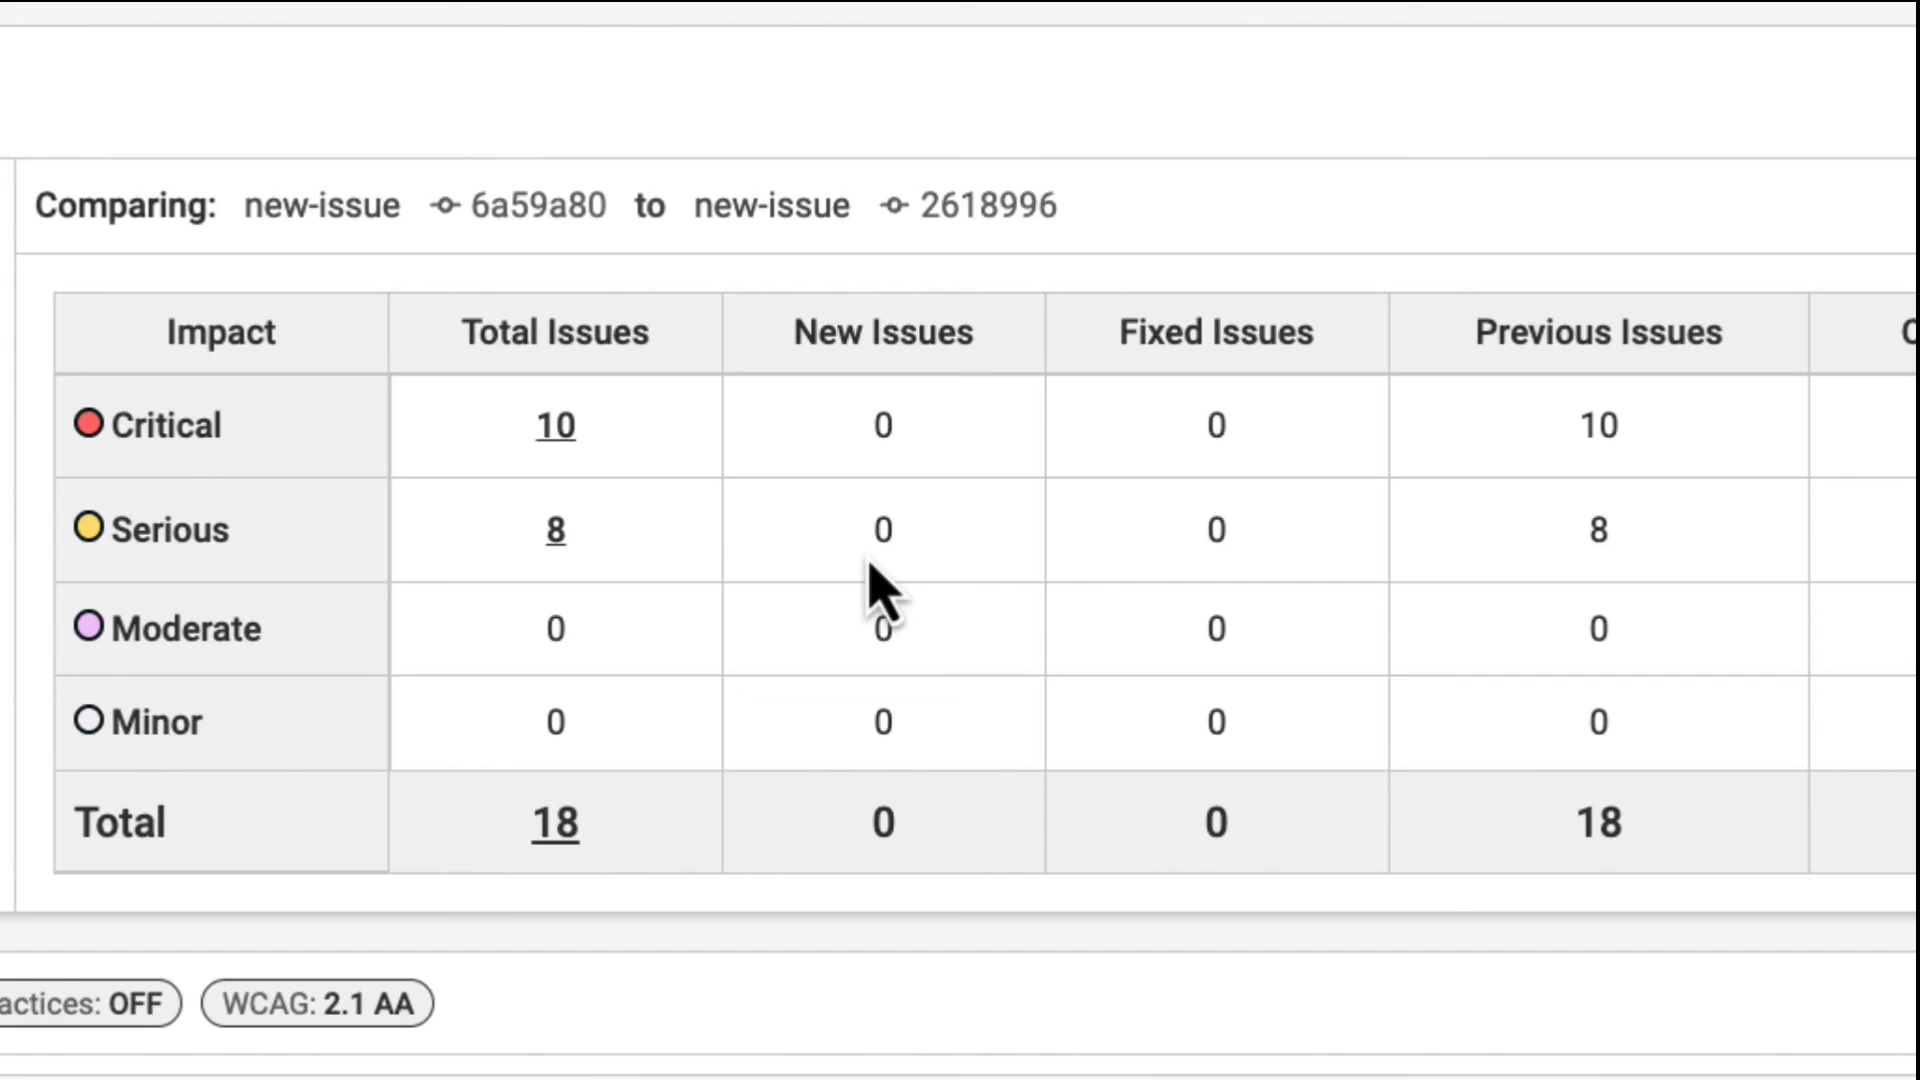 Comparing: new-issue 6a59a80 to new-issue 2618996
Impact Total Issues New Issues Fixed Issues Previous Issues
Critical 10 0 0 10
Serious 8 0 0 8
Moderate 0 0 0 0
Minor 0 0 0 0
Total 18 0 0 18
actices: OFF WCAG: 2.1 AA